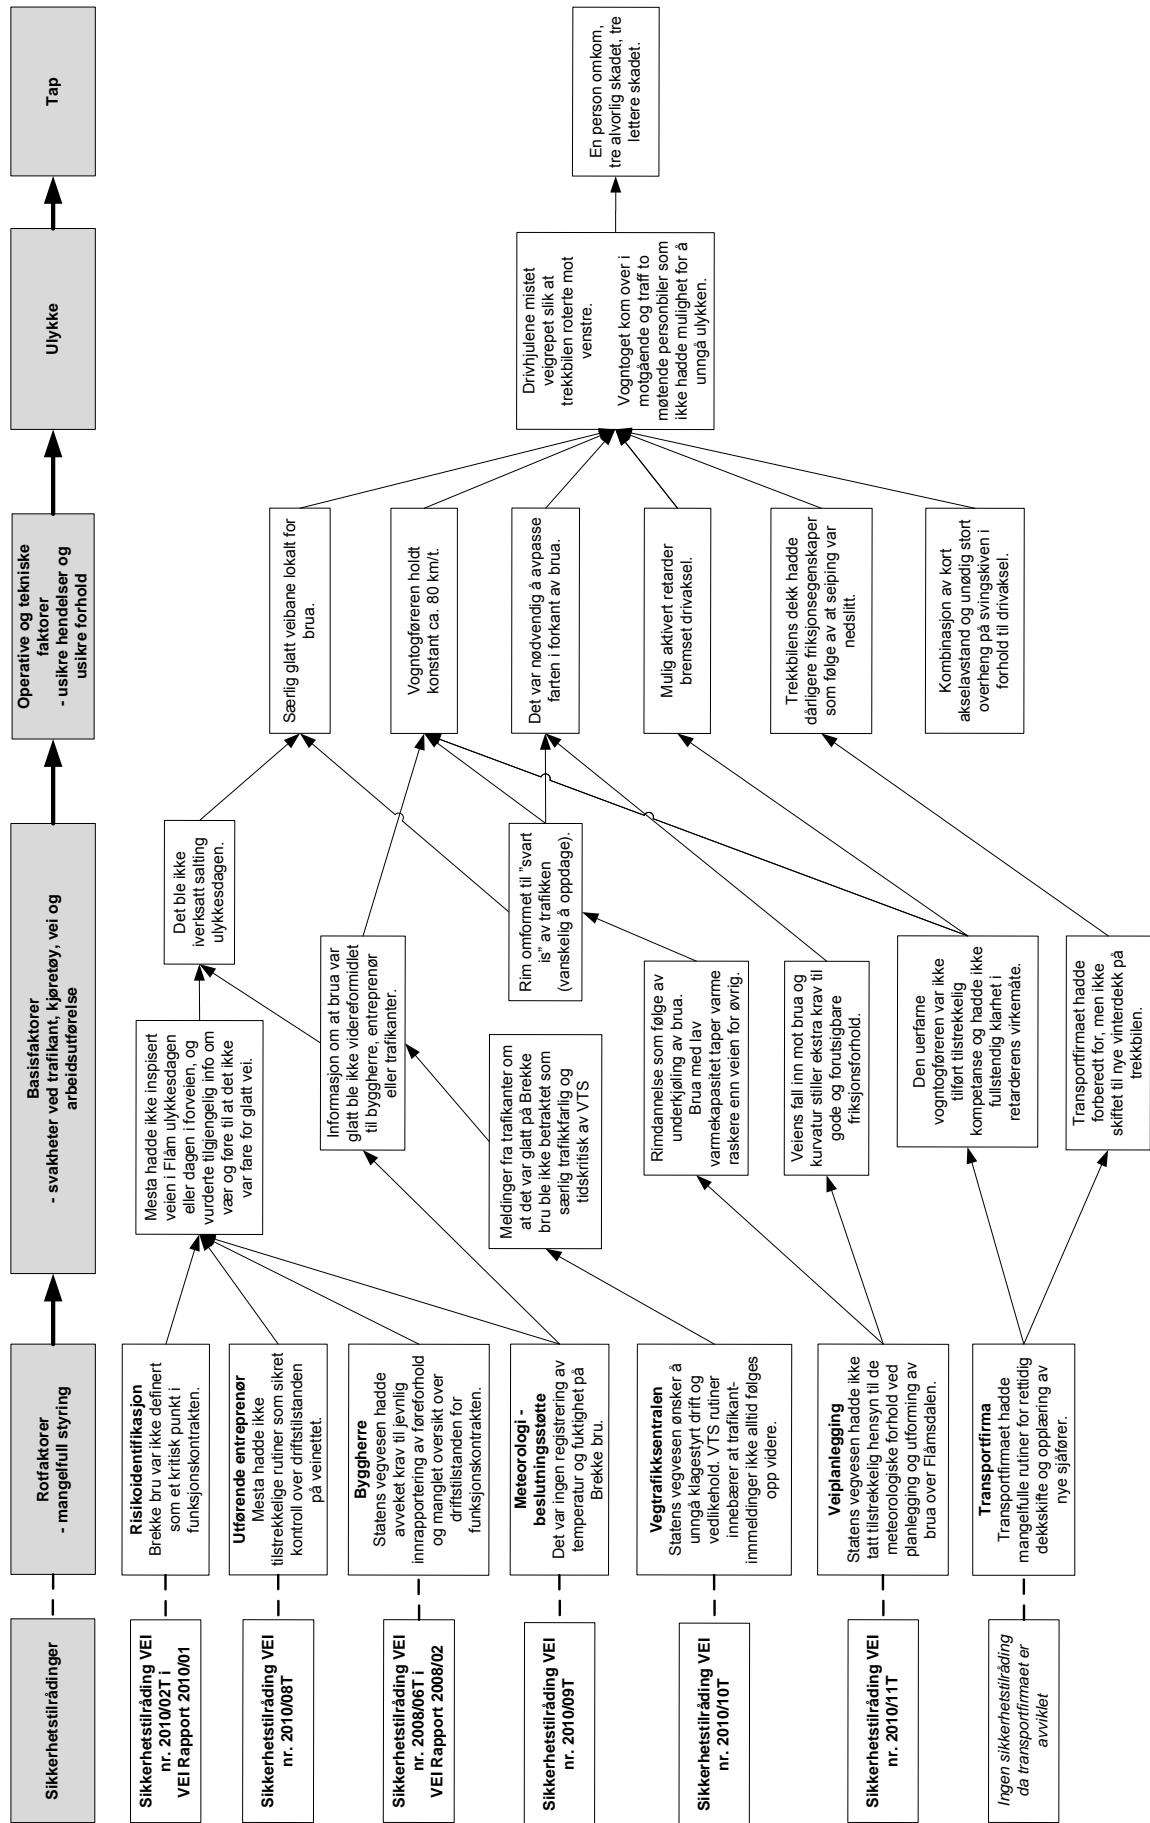 Sikkerhetstilrådinger
Rotfaktorer
- mangelfull styring
Basisfaktorer
- svakheter ved trafikant, kjøretøy, vei og
arbeidsutførelse
Operative og tekniske
faktorer
- usikre hendelser og
usikre forhold
Ulykke
Tap
Sikkerhetstilråding VEI
nr. 2010/02T i
VEI Rapport 2010/01
Sikkerhetstilråding VEI
nr. 2010/08T
Sikkerhetstilråding VEI
nr. 2008/06T i
VEI Rapport 2008/02
Sikkerhetstilråding VEI
nr. 2010/09T
Sikkerhetstilråding VEI
nr. 2010/10T
Sikkerhetstilråding VEI
nr. 2010/11T
Ingen sikkerhetstilråding
da transportfirmaet er
avviklet
Risikoidentifikasjon
Brekke bru var ikke definert
som et kritisk punkt i
funksjonskontrakten.
Utførende entreprenør
Mesta hadde ikke
tilstrekkelige rutiner som sikret
kontroll over driftstilstanden
på veinettet.
Byggherre
Statens vegvesen hadde
avveket krav til jevnlig
innrapportering av føreforhold
og manglet oversikt over
driftstilstanden for
funksjonskontrakten.
Meteorologi -
beslutningsstøtte
Det var ingen registrering av
temperatur og fuktighet på
Brekke bru.
Vegtrafikksentralen
Statens vegvesen ønsker å
unngå klagestyrt drift og
vedlikehold. VTS rutiner
innebærer at trafikant-
innmeldinger ikke alltid følges
opp videre.
Veiplanlegging
Statens vegvesen hadde ikke
tatt tilstrekkelig hensyn til de
meteorologiske forhold ved
planlegging og utforming av
brua over Flåmsdalen.
Transportfirma
Transportfirmaet hadde
mangelfulle rutiner for rettidig
dekkskifte og opplæring av
nye sjåfører.
Mesta hadde ikke inspisert
veien i Flåm ulykkesdagen
eller dagen i forveien, og
vurderte tilgjengelig info om
vær og føre til at det ikke
var fare for glatt vei.
Det ble ikke
iverksatt salting
ulykkesdagen.
Informasjon om at brua var
glatt ble ikke havidereformidlet
til byggherre, entreprenør
eller trafikanter.
Meldinger fra trafikanter om
at det var glatt på Brekke
bru ble ikke betraktet som
særlig trafikkfarlig og
tidskritisk av VTS
Rim omformet til "svart
is" av trafikken
(vanskelig å oppdage).
Rimdannelse som følge av
underkjøling av brua.
Brua med lav
varmekapasitet taper varme
raskere enn veien for øvrig.
Veiens fall inn mot brua og
kurvatur stiller ekstra krav til
gode og forutsigbare
friksjonsforhold.
Den uerfarne
vogntogføreren var ikke
tilført tilstrekkelig
kompetanse og hadde ikke
fullstendig klarhet i
retarderens virkemåte.
Transportfirmaet hadde
forberedt for, men ikke
skiftet til nye vinterdekk på
trekkbilen.
Særlig glatt veibane lokalt for
brua.
Vogntogføreren holdt
konstant ca. 80 km/t.
Det var nødvendig å avpasse
farten i forkant av brua.
Mulig aktivert retarder
bremset drivaksel.
Trekkbilens dekk hadde
dårligere friksjonsegenskaper
som følge av at seiping var
nedslitt.
Kombinasjon av kort
akselavstand og unødig stort
overheng på svingskiven i
forhold til drivaksel.
Drivhjulene mistet
veigrepet slik at
trekkbilen roterte mot
venstre.
Vogntoget kom over i
motgående og traff to
møtende personbiler som
ikke hadde mulighet for å
unngå ulykken.
En person omkom,
tre alvorlig skadet, tre
lettere skadet.